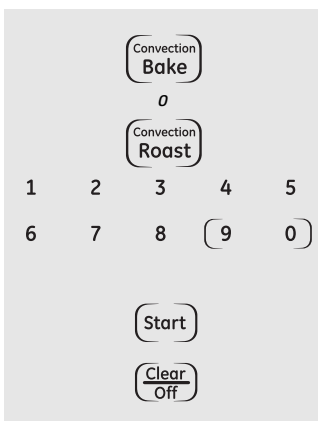 Convection
Bake
o
Convection
Roast
1 2 3 4 5
6 7 8 9 0
Start
Clear
Off